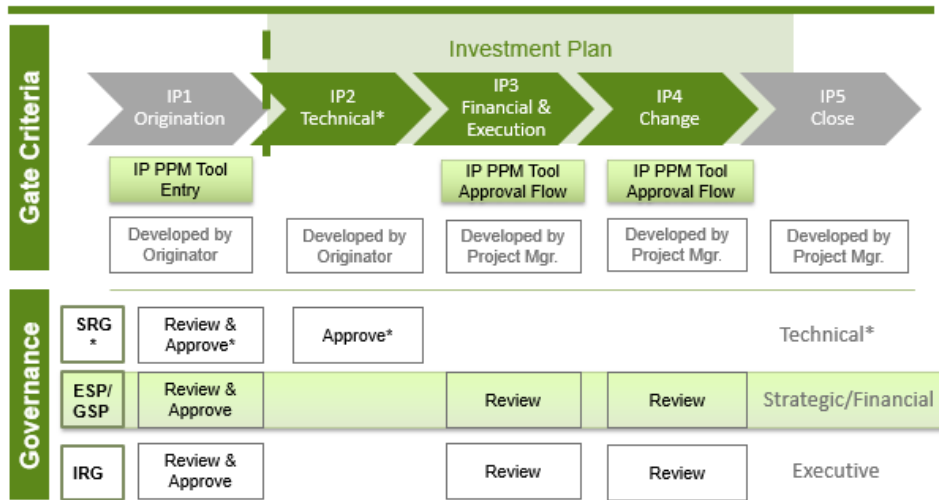 Gate Criteria
Investment Plan
IP1
Origination
IP2
Technical*
IP3
Financial &
Execution
IP4
Change
IP5
Close
IP PPM Tool
Entry
IP PPM Tool
Approval Flow
IP PPM Tool
Approval Flow
Developed by
Originator
Developed by
Originator
Developed by
Project Mgr.
Developed by
Project Mgr.
Developed by
Project Mgr.
Governance
SRG
*
Review &
Approve*
Approve*
Technical*
ESP/
GSP
Review &
Approve
Review
Review
Strategic/Financial
IRG
Review &
Approve
Review
Review
Executive